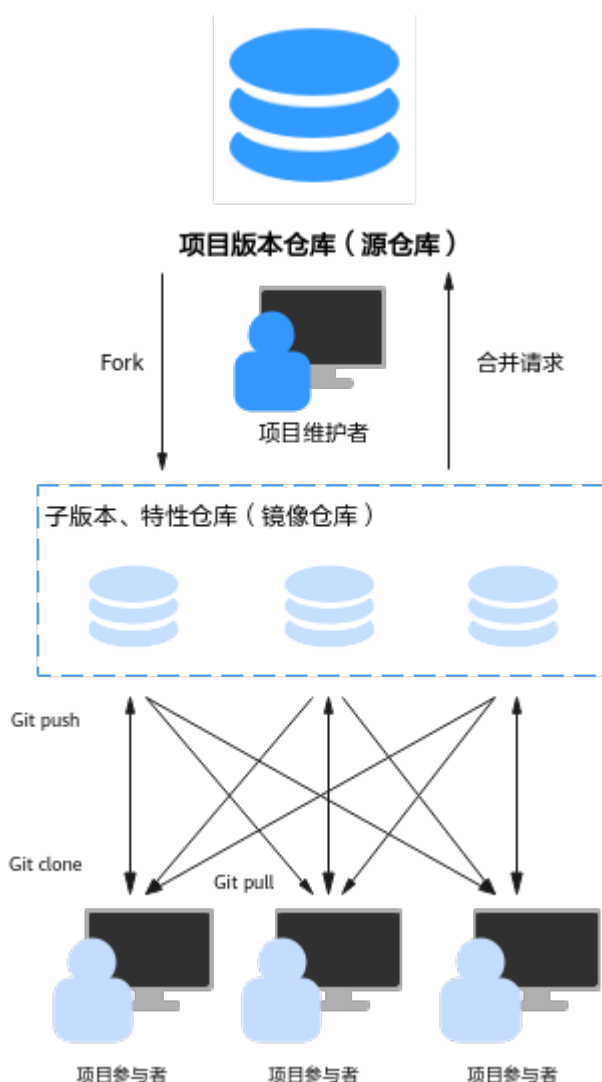 项目版本仓库（源仓库）
Fork
合并请求
项目维护者
子版本、特性仓库（镜像仓库）
Git push
Git clone
Git pull
项目参与者
项目参与者
项目参与者